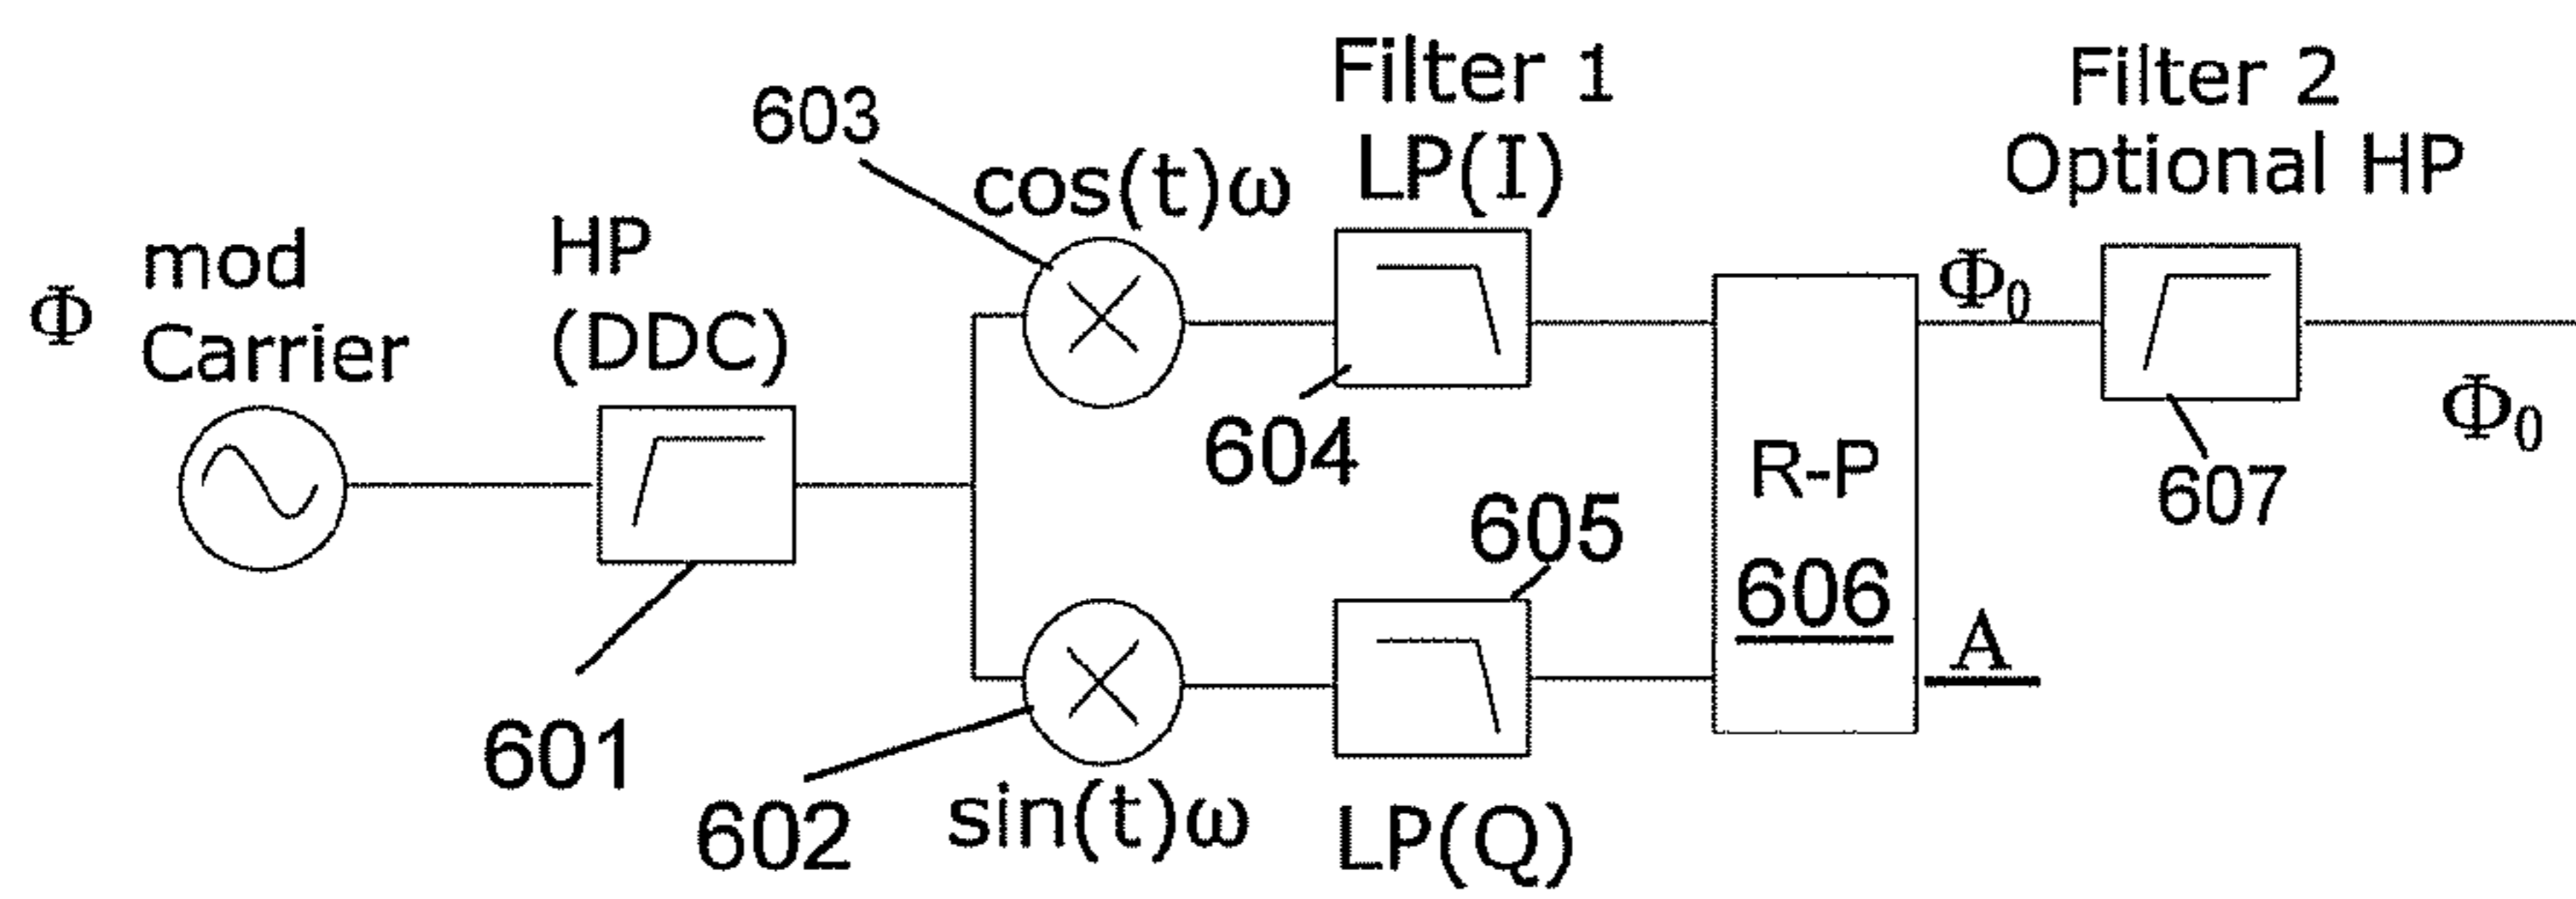 Φ
mod
Carrier
HP
(DDC)
601
603
cos(t)ω
602
sin(t)ω
Filter 1
LP(I)
604
605
LP(Q)
R-P
606
Φ₀
A
Filter 2
Optional HP
607
Φ₀